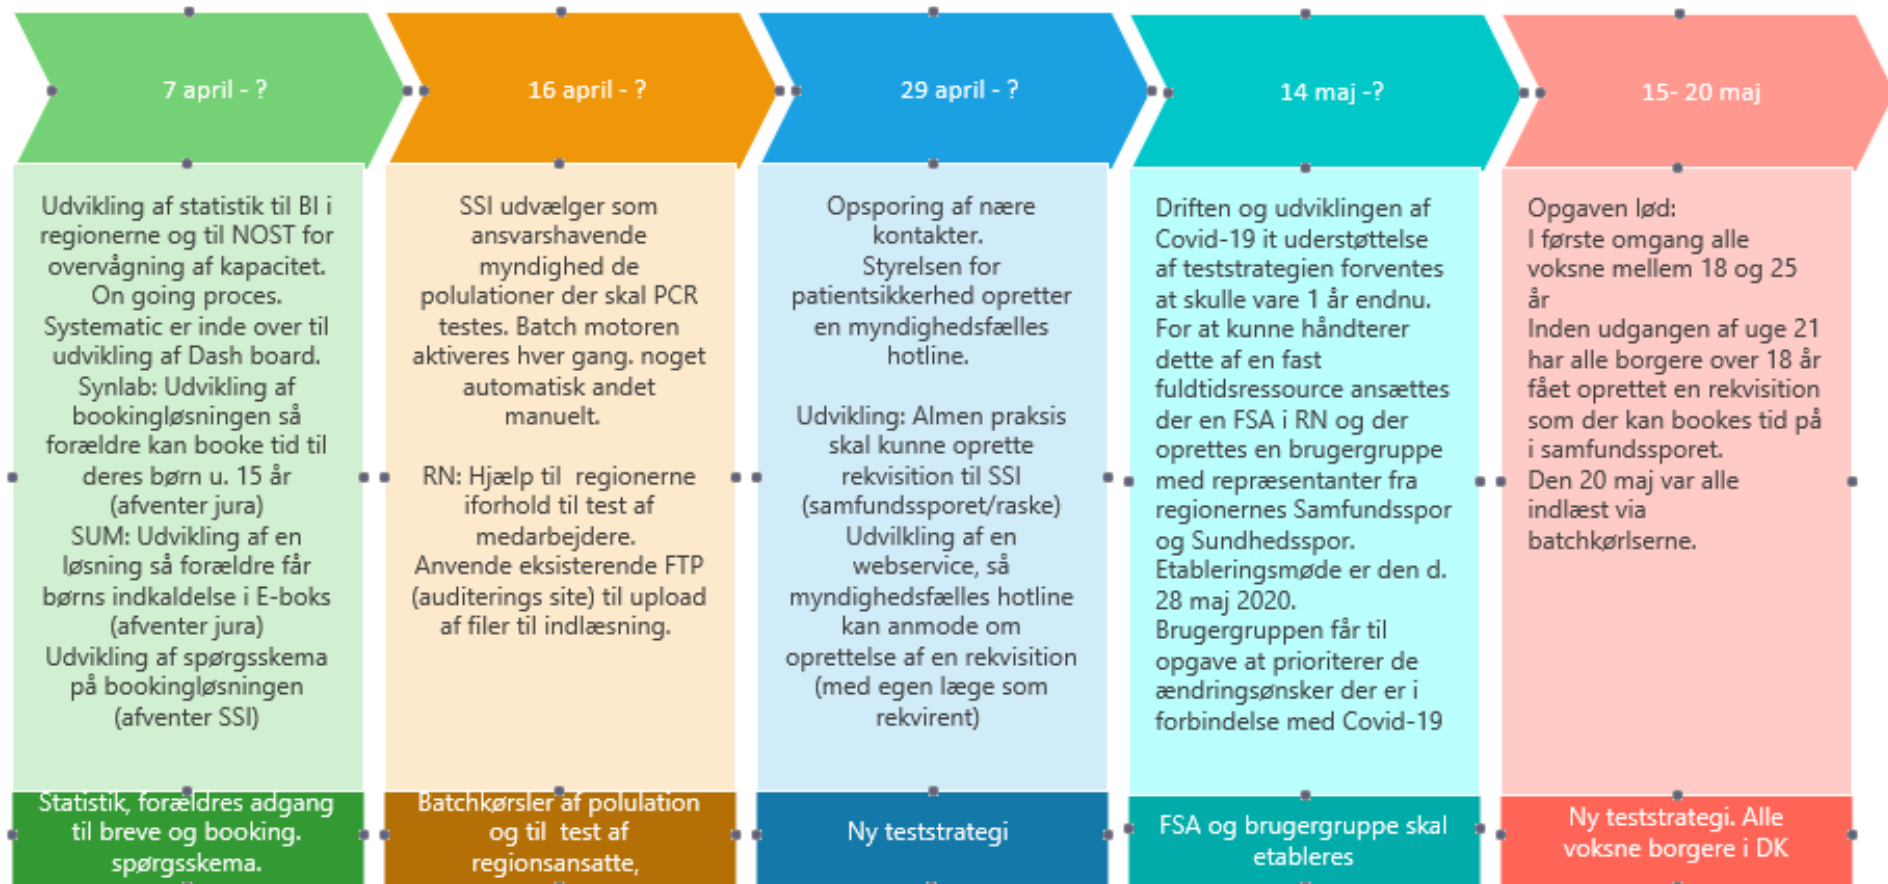 7 april - ?
Udvikling af statistik til BI i
regionerne og til NOST for
overvågning af kapacitet.
On going proces.
Systematic er inde over til
udvikling af Dash board.
Synlab: Udvikling af
bookingløsningen så
forældre kan booke tid til
deres børn u. 15 år
(afventer jura)
SUM: Udvikling af en
løsning så forældre får
børns indkaldelse i E-boks
(afventer jura)
Udvikling af spørgsskema
på bookingløsningen
(afventer SSI)
Statistik, forældres adgang
til breve og booking.
spørgsskema.
16 april - ?
SSI udvælger som
ansvarshavende
myndighed de
polulationer der skal PCR
testes. Batch motoren
aktiveres hver gang. noget
automatisk andet
manuelt.
RN: Hjælp til  regionerne
iforhold til test af
medarbejdere.
Anvende eksisterende FTP
(auditerings site) til upload
af filer til indlæsning.
Batchkørsler af polulation
og til  test af
regionsansatte,
29 april - ?
Opsporing af nære
kontakter.
Styrelsen for
patientsikkerhed opretter
en myndighedsfælles
hotline.
Udvikling: Almen praksis
skal kunne oprette
rekvisition til SSI
(samfundssporet/raske)
Udvilkling af en
webservice, så
myndighedsfælles hotline
kan anmode om
oprettelse af en rekvisition
(med egen læge som
rekvirent)
Ny teststrategi
14 maj -?
Driften og udviklingen af
Covid-19 it uderstøttelse
af teststrategien forventes
at skulle vare 1 år endnu.
For at kunne håndterer
dette af en fast
fuldtidsressource ansættes
der en FSA i RN og der
oprettes en brugergruppe
med repræsentanter fra
regionernes Samfundsspor
og Sundhedsspor.
Etableringsmøde er den d.
28 maj 2020.
Brugergruppen får til
opgave at prioriterer de
ændringsønsker der er i
forbindelse med Covid-19
FSA og brugergruppe skal
etableres
15- 20 maj
Opgaven lød:
I første omgang alle
voksne mellem 18 og 25
år
Inden udgangen af uge 21
har alle borgere over 18 år
fået oprettet en rekvisition
som der kan bookes tid på
i samfundssporet.
Den 20 maj var alle
indlæst via
batchkørlserne.
Ny teststrategi. Alle
voksne borgere i DK